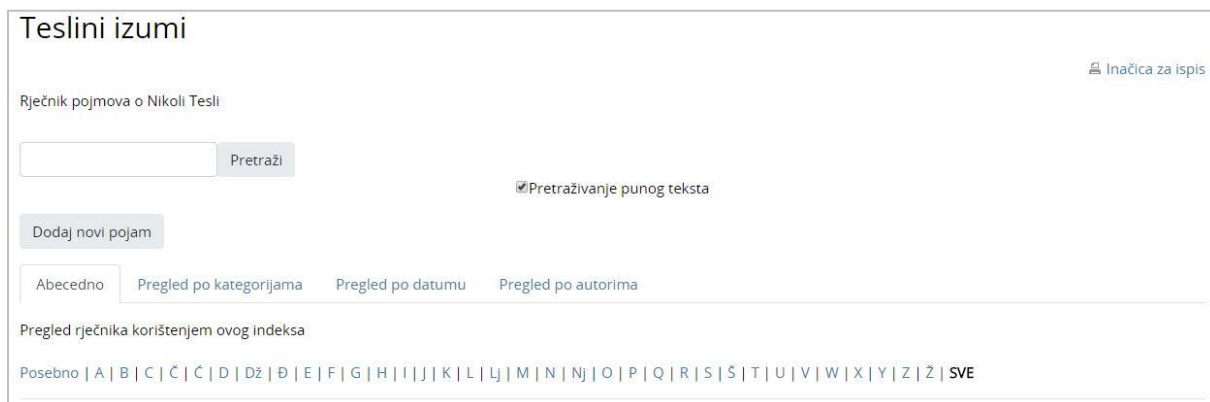 Teslini izumi
Inačica za ispis
Rječnik pojmova o Nikoli Tesli
Pretraži
Pretraživanje punog teksta
Dodaj novi pojam
Abecedno Pregled po kategorijama Pregled po datumu Pregled po autorima
Pregled rječnika korištenjem ovog indeksa
Posebno | A | B | C | Č | Ć | D | Dž | Đ | E | F | G | H | I | J | K | L | Lj | M | N | Nj | O | P | Q | R | S | Š | T | U | V | W | X | Y | Z | Ž | SVE